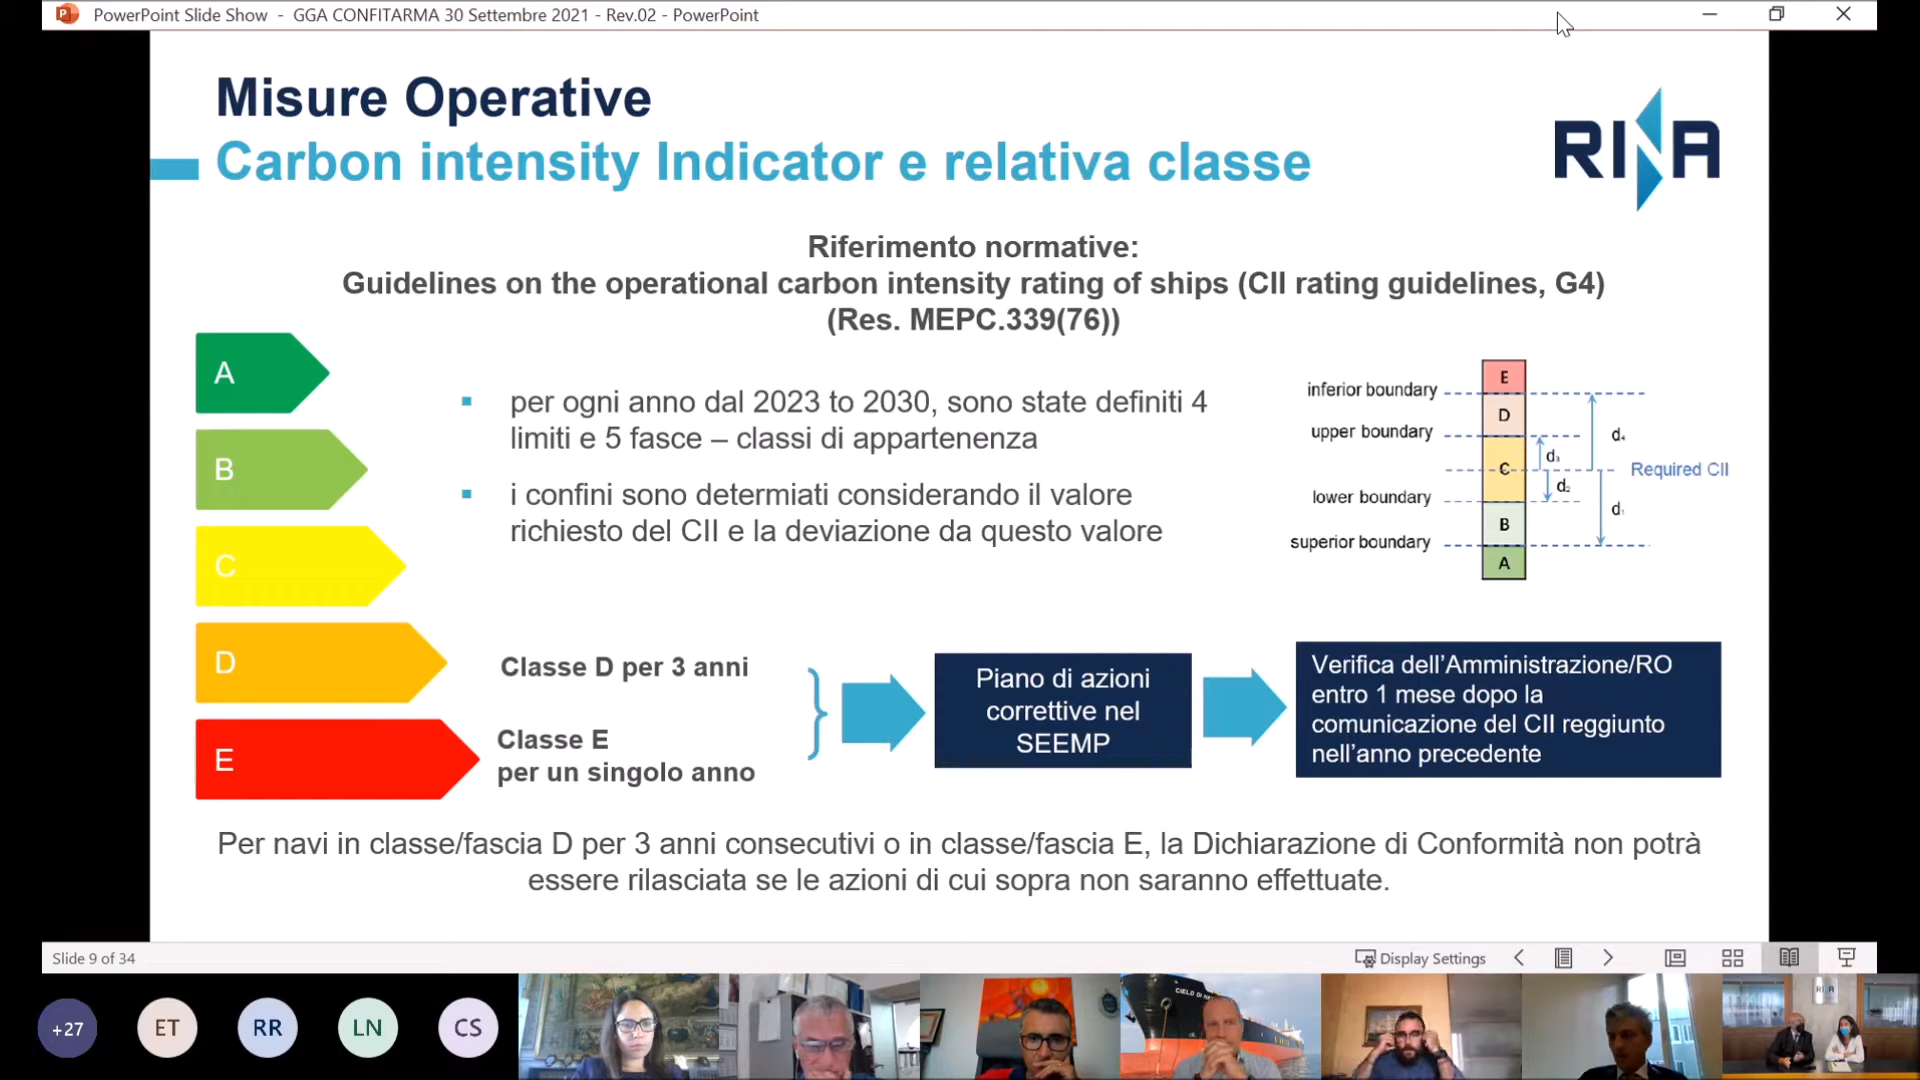 PowerPoint Slide Show - GGA CONFITARMA 30 Settembre 2021 - Rev.02 - PowerPoint
Misure Operative
Carbon intensity Indicator e relativa classe
RINA
Riferimento normative:
Guidelines on the operational carbon intensity rating of ships (CII rating guidelines, G4)
(Res. MEPC.339(76))
A
B
C
D
E
per ogni anno dal 2023 to 2030, sono state definiti 4
limiti e 5 fasce – classi di appartenenza
i confini sono determiati considerando il valore
richiesto del CII e la deviazione da questo valore
inferior boundary
upper boundary
lower boundary
superior boundary
E
D
C
B
A
d₄
d₃
d₂
d₁
Required CII
Classe D per 3 anni
Classe E
per un singolo anno
Piano di azioni
correttive nel
SEEMP
Verifica dell'Amministrazione/RO
entro 1 mese dopo la
comunicazione del CII reggiunto
nell'anno precedente
Per navi in classe/fascia D per 3 anni consecutivi o in classe/fascia E, la Dichiarazione di Conformità non potrà
essere rilasciata se le azioni di cui sopra non saranno effettuate.
Slide 9 of 34
Display Settings
+27
ET
RR
LN
CS
CIELO DI
RINA